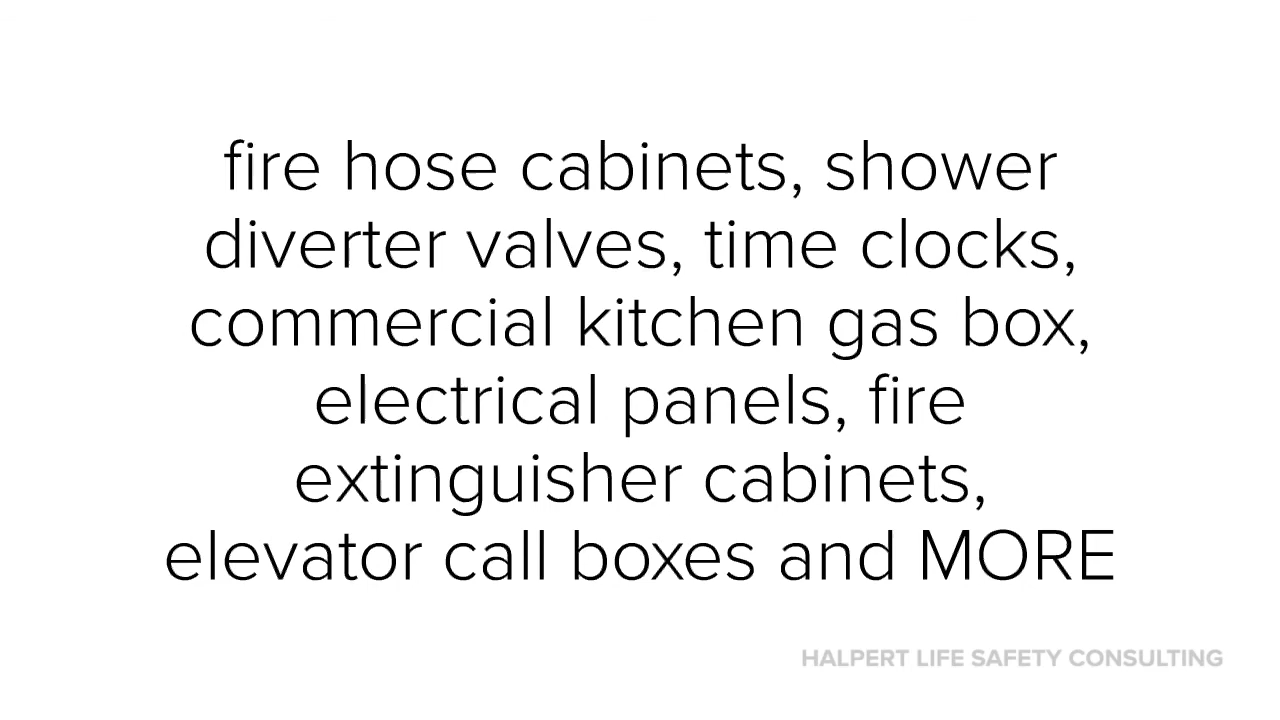 fire hose cabinets, shower
diverter valves, time clocks,
commercial kitchen gas box,
electrical panels, fire
extinguisher cabinets,
elevator call boxes and MORE
HALPERT LIFE SAFETY CONSULTING